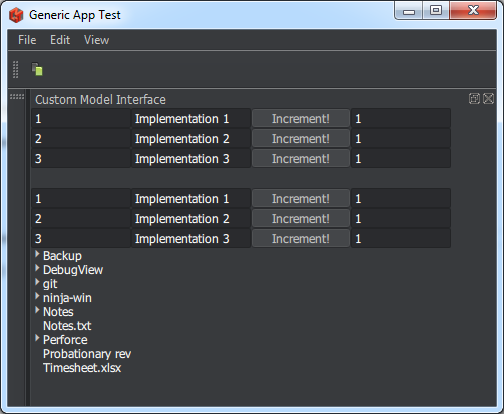 Generic App Test
File Edit View
Custom Model Interface
1 Implementation 1 Increment! 1
2 Implementation 2 Increment! 1
3 Implementation 3 Increment! 1
1 Implementation 1 Increment! 1
2 Implementation 2 Increment! 1
3 Implementation 3 Increment! 1
Backup
DebugView
git
ninja-win
Notes
Notes.txt
Perforce
Probationary rev
Timesheet.xlsx